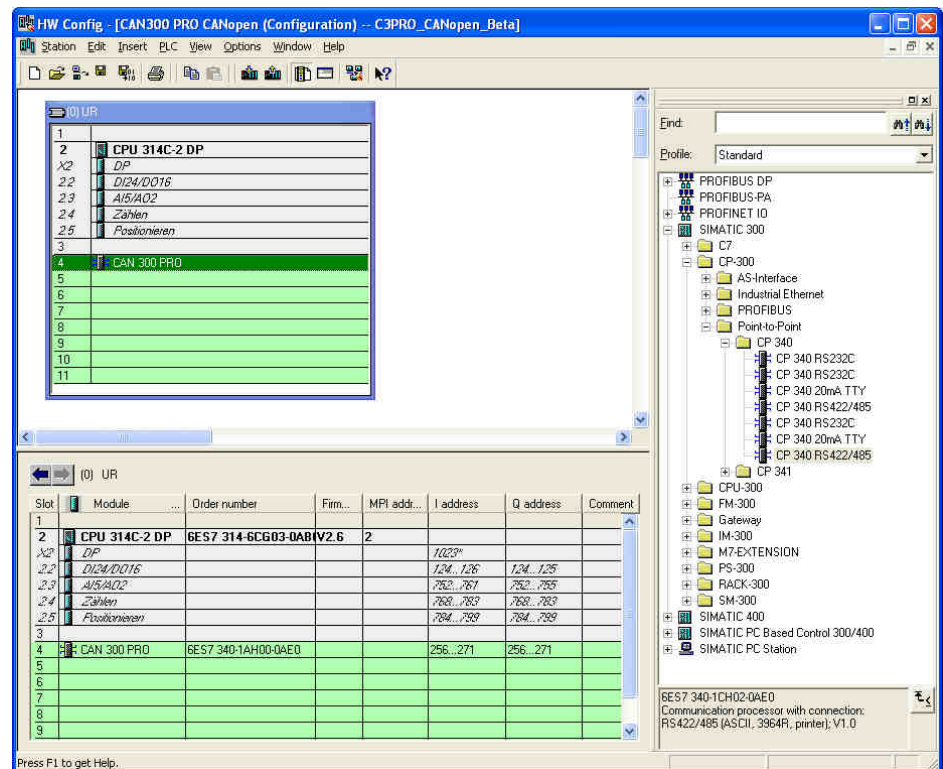 HW Config - [CAN300 PRO CANopen (Configuration) -- C3PRO_CANopen_Beta]
Station Edit Insert PLC View Options Window Help
(0) UR
1
2 CPU 314C-2 DP
X2 DP
2.2 DI24/DO16
2.3 AI5/AO2
2.4 Zählen
2.5 Positionieren
3
4 CAN 300 PRO
5
6
7
8
9
10
11
(0) UR
Slot Module ... Order number Firm... MPI addr... I address Q address Comment
1
2 CPU 314C-2 DP 6ES7 314-6CG03-0AB V2.6 2
X2 DP 1023*
2.2 DI24/DO16 124...126 124...125
2.3 AI5/AO2 752...761 752...755
2.4 Zählen 768...783 768...783
2.5 Positionieren 784...799 784...799
3
4 CAN 300 PRO 6ES7 340-1AH00-0AE0 256...271 256...271
5
6
7
8
9
Find:
Profile: Standard
PROFIBUS DP
PROFIBUS-PA
PROFINET IO
SIMATIC 300
C7
CP-300
AS-Interface
Industrial Ethernet
PROFIBUS
Point-to-Point
CP 340
CP 340 RS232C
CP 340 RS232C
CP 340 20mA TTY
CP 340 RS422/485
CP 340 RS232C
CP 340 20mA TTY
CP 340 RS422/485
CP 341
CPU-300
FM-300
Gateway
IM-300
M7-EXTENSION
PS-300
RACK-300
SM-300
SIMATIC 400
SIMATIC PC Based Control 300/400
SIMATIC PC Station
6ES7 340-1CH02-0AE0
Communication processor with connection:
RS422/485 (ASCII, 3964R, printer); V1.0
Press F1 to get Help.